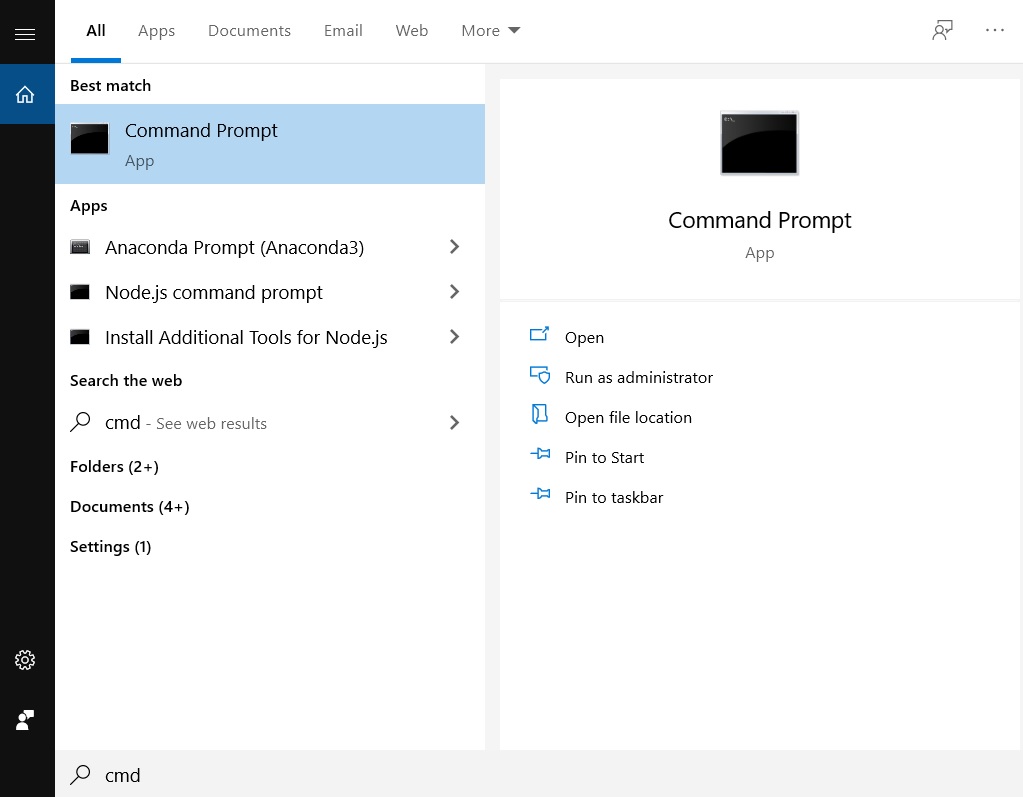 All Apps Documents Email Web More
Best match
Command Prompt
App
Apps
Anaconda Prompt (Anaconda3)
Node.js command prompt
Install Additional Tools for Node.js
Search the web
cmd - See web results
Folders (2+)
Documents (4+)
Settings (1)
Command Prompt
App
Open
Run as administrator
Open file location
Pin to Start
Pin to taskbar
cmd